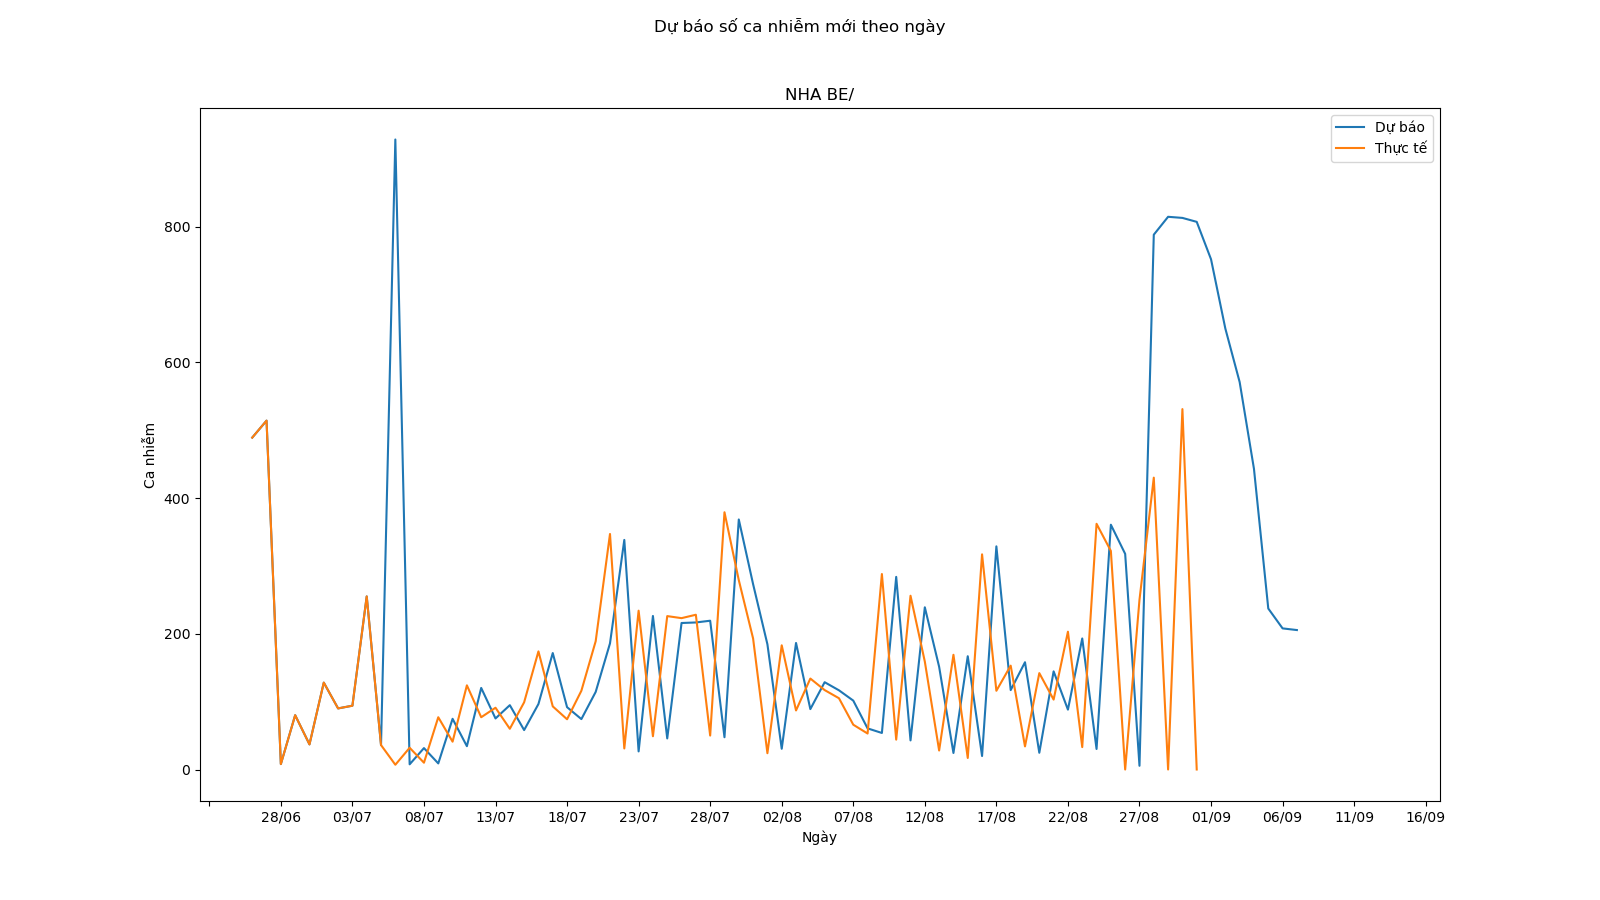 Dự báo số ca nhiễm mới theo ngày
NHA BE/
Dự báo
Thực tế
800
600
400
200
0
Ca nhiễm
28/06 03/07 08/07 13/07 18/07 23/07 28/07 02/08 07/08 12/08 17/08 22/08 27/08 01/09 06/09 11/09 16/09
Ngày